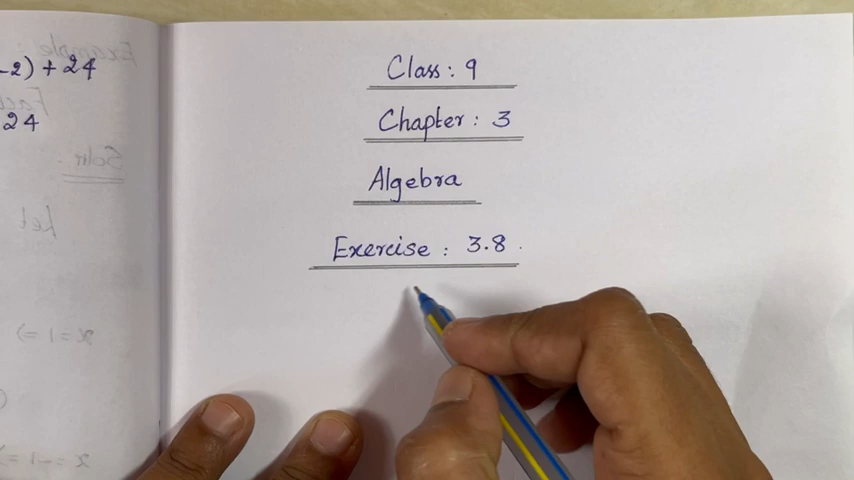 -2) + 24
24
Class: 9
Chapter: 3
Algebra
Exercise: 3.8.